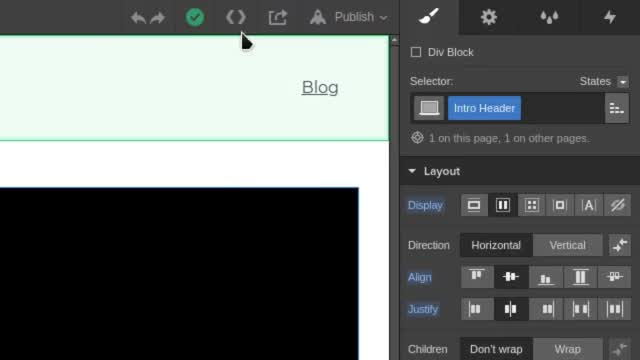 Publish
Blog
Div Block
Selector:
States
Intro Header
1 on this page, 1 on other pages.
Layout
Display
A
Direction
Horizontal
Vertical
Align
Justify
Children
Don't wrap
Wrap